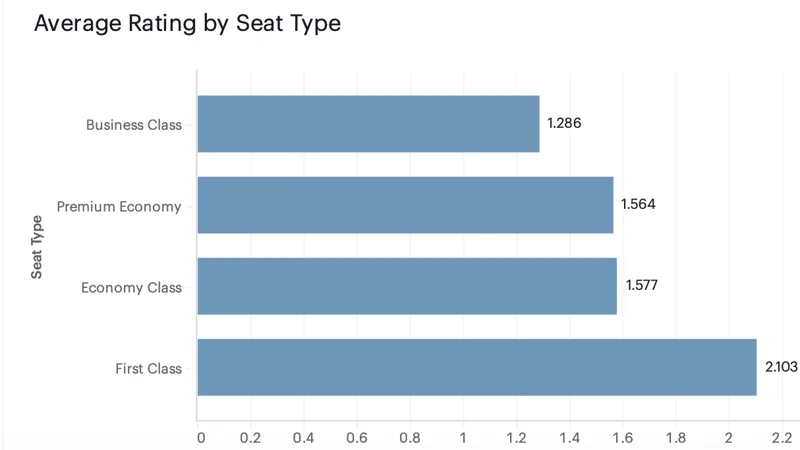 Average Rating by Seat Type
Seat Type
Business Class
1.286
Premium Economy
1.564
Economy Class
1.577
First Class
2.103
0 0.2 0.4 0.6 0.8 1 1.2 1.4 1.6 1.8 2 2.2